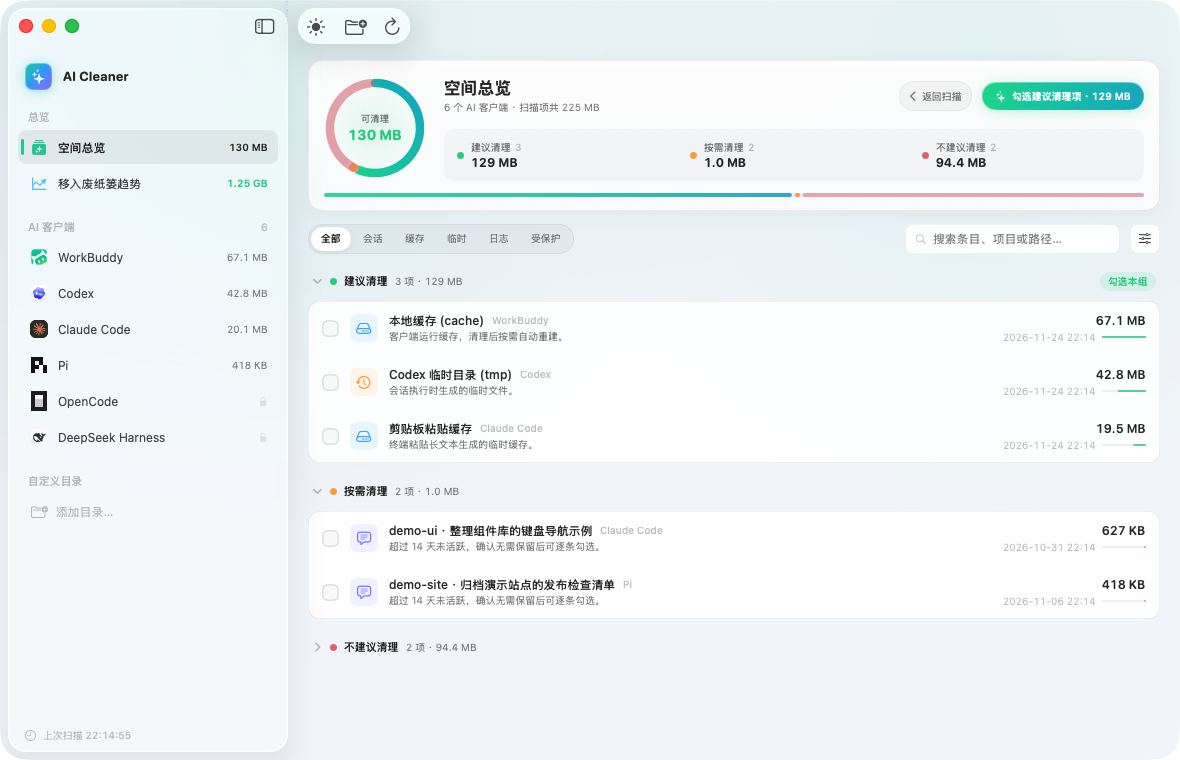 AI Cleaner
总览
空间总览 130 MB
移入废纸篓趋势 1.25 GB
AI 客户端 6
WorkBuddy 67.1 MB
Codex 42.8 MB
Claude Code 20.1 MB
Pi 418 KB
OpenCode
DeepSeek Harness
自定义目录
添加目录...
上次扫描 22:14:55
可清理
130 MB
空间总览
6 个 AI 客户端 · 扫描项共 225 MB
返回扫描
勾选建议清理项 · 129 MB
建议清理 3
129 MB
按需清理 2
1.0 MB
不建议清理 2
94.4 MB
全部 会话 缓存 临时 日志 受保护
搜索条目、项目或路径...
建议清理 3 项 · 129 MB
勾选本组
本地缓存 (cache) WorkBuddy
客户端运行缓存，清理后按需自动重建。
67.1 MB
2026-11-24 22:14
Codex 临时目录 (tmp) Codex
会话执行时生成的临时文件。
42.8 MB
2026-11-24 22:14
剪贴板粘贴缓存 Claude Code
终端粘贴长文本生成的临时缓存。
19.5 MB
2026-11-24 22:14
按需清理 2 项 · 1.0 MB
demo-ui · 整理组件库的键盘导航示例 Claude Code
超过 14 天未活跃，确认无需保留后可逐条勾选。
627 KB
2026-10-31 22:14
demo-site · 归档演示站点的发布检查清单 Pi
超过 14 天未活跃，确认无需保留后可逐条勾选。
418 KB
2026-11-06 22:14
不建议清理 2 项 · 94.4 MB